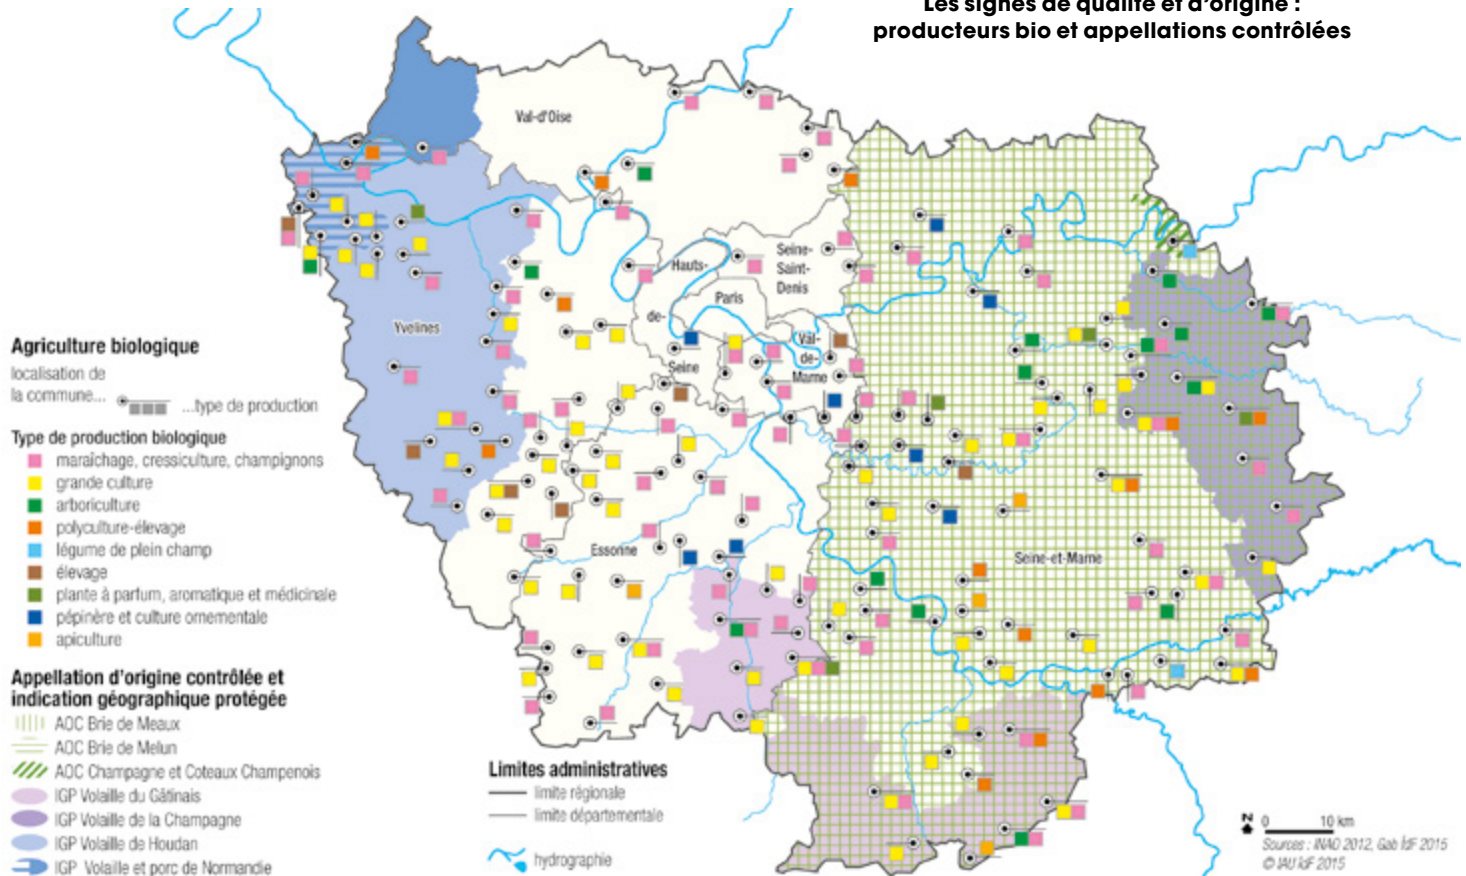 Les signes de qualité et d'origine :
producteurs bio et appellations contrôlées
Val-d'Oise
Hauts-
Seine-
Saint-
Denis
Paris
de-
Seine
Val-
de-
Marne
Yvelines
Essonne
Seine-et-Marne
Agriculture biologique
localisation de
la commune...
...type de production
Type de production biologique
maraîchage, cressiculture, champignons
grande culture
arboriculture
polyculture-élevage
légume de plein champ
élevage
plante à parfum, aromatique et médicinale
pépinère et culture ornementale
apiculture
Appellation d'origine contrôlée et
indication géographique protégée
AOC Brie de Meaux
AOC Brie de Melun
AOC Champagne et Coteaux Champenois
IGP Volaille du Gâtinais
IGP Volaille de la Champagne
IGP Volaille de Houdan
IGP Volaille et porc de Normandie
Limites administratives
limite régionale
limite départementale
hydrographie
N 0 10 km
Sources : INAO 2012, Gab ÎdF 2015
© IAU îdF 2015